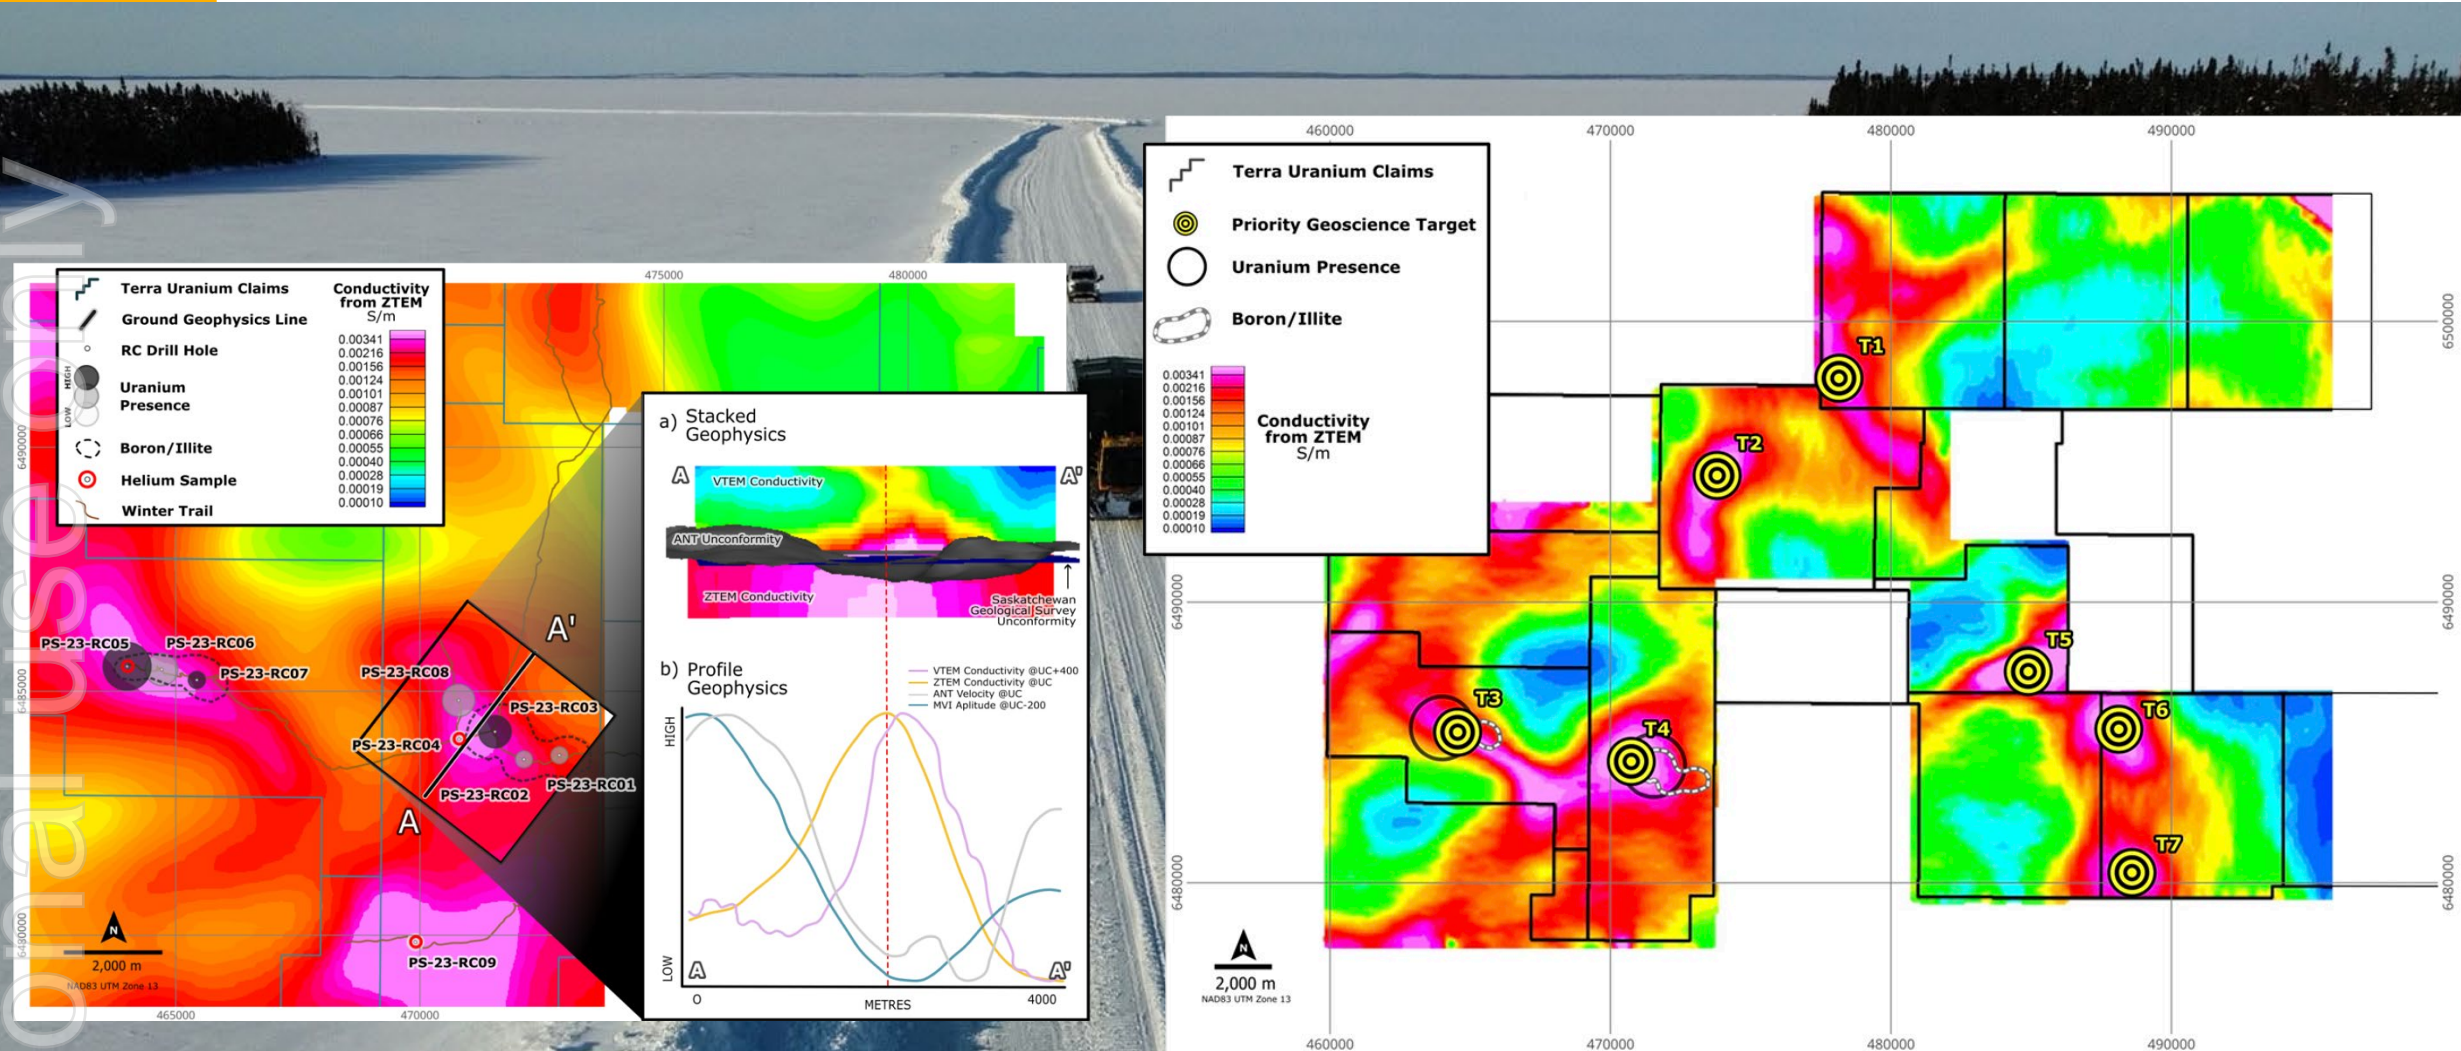 onal use only
Terra Uranium Claims
Ground Geophysics Line
RC Drill Hole
HIGH
LOW
Uranium
Presence
Boron/Illite
Helium Sample
Winter Trail
Conductivity
from ZTEM
S/m
0.00341
0.00216
0.00156
0.00124
0.00101
0.00087
0.00076
0.00066
0.00055
0.00040
0.00028
0.00019
0.00010
475000
480000
6490000
6485000
6480000
465000
470000
PS-23-RC05
PS-23-RC06
PS-23-RC07
PS-23-RC08
PS-23-RC03
PS-23-RC04
PS-23-RC02
PS-23-RC01
PS-23-RC09
A'
A
N
2,000 m
NAD83 UTM Zone 13
a) Stacked
Geophysics
A
A'
VTEM Conductivity
ANT Unconformity
ZTEM Conductivity
Saskatchewan
Geological Survey
Unconformity
b) Profile
Geophysics
VTEM Conductivity @UC+400
ZTEM Conductivity @UC
ANT Velocity @UC
MVI Aplitude @UC-200
HIGH
LOW
A
A'
0
METRES
4000
Terra Uranium Claims
Priority Geoscience Target
Uranium Presence
Boron/Illite
0.00341
0.00216
0.00156
0.00124
0.00101
0.00087
0.00076
0.00066
0.00055
0.00040
0.00028
0.00019
0.00010
Conductivity
from ZTEM
S/m
460000
470000
480000
490000
6500000
6490000
6490000
6480000
6480000
T1
T2
T3
T4
T5
T6
T7
N
2,000 m
NAD83 UTM Zone 13
460000
470000
480000
490000